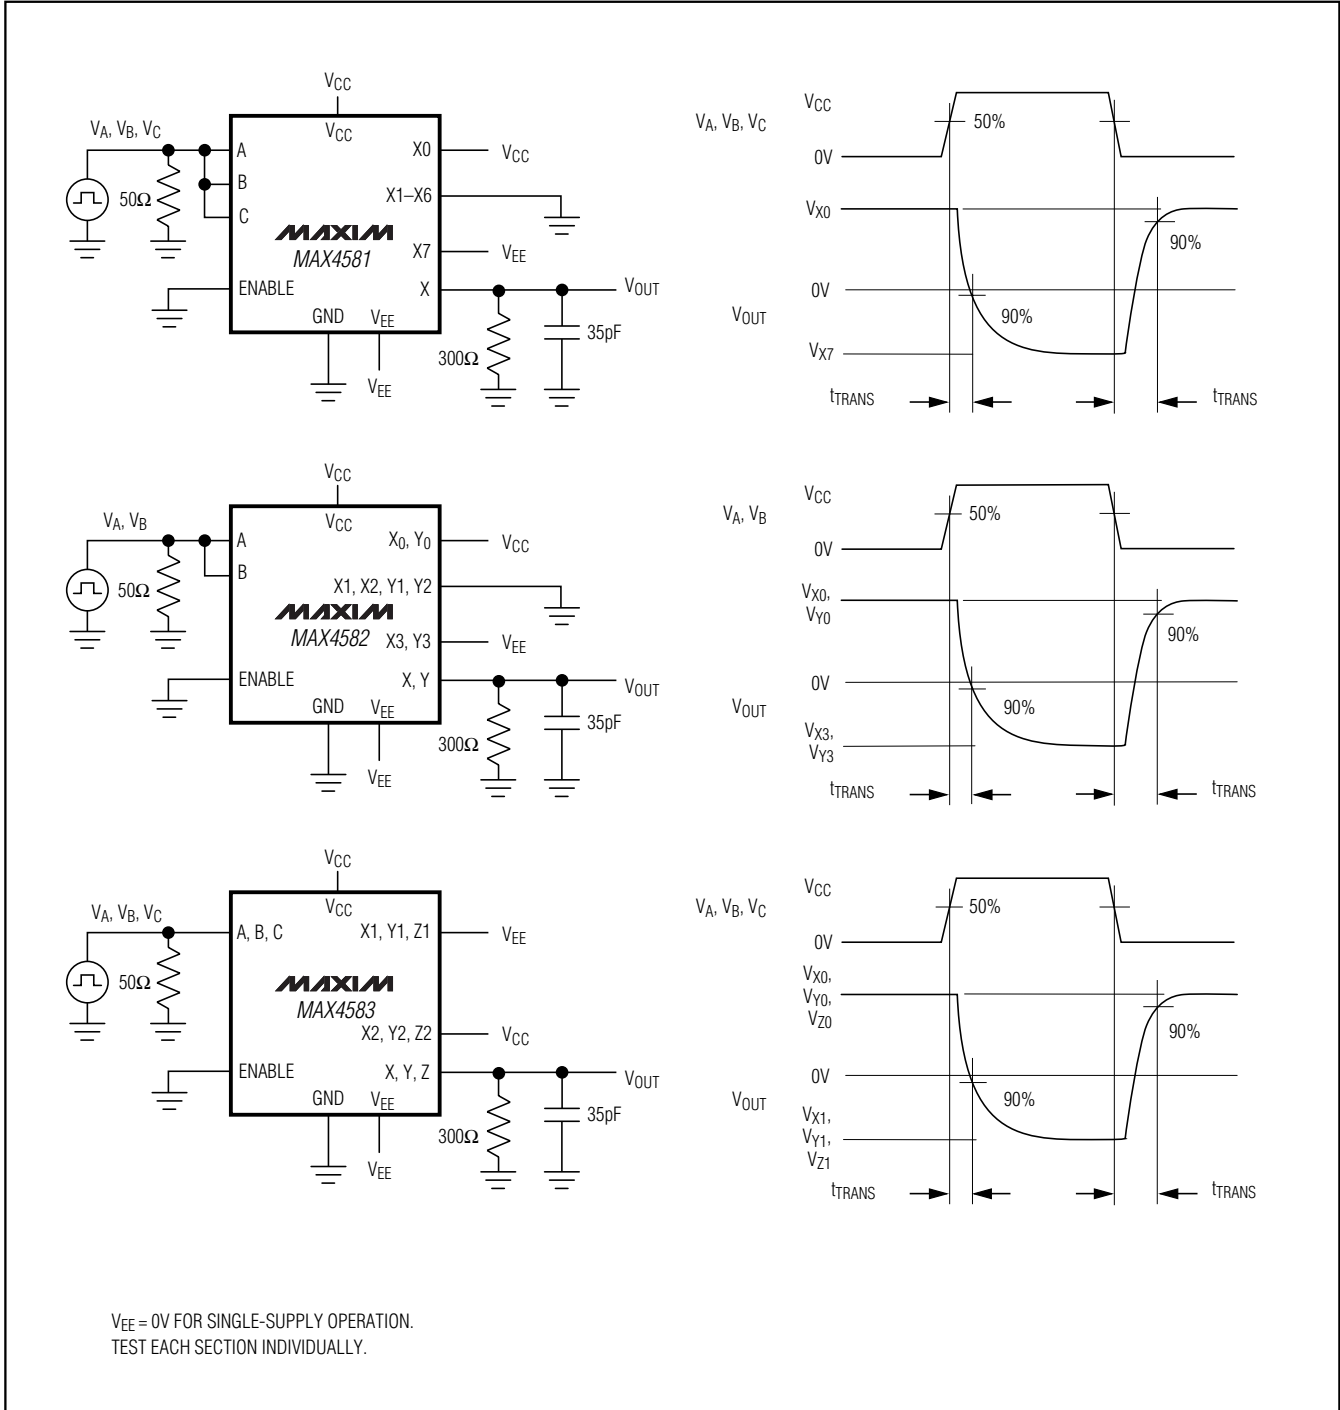 VCC
VA, VB, VC
50Ω
VCC
A
B
C
X0
VCC
X1–X6
MAXIM
MAX4581
X7
VEE
ENABLE
X
VOUT
GND
VEE
300Ω
35pF
VEE
VA, VB, VC
VCC
50%
0V
VX0
90%
0V
VOUT
90%
VX7
tTRANS
tTRANS
VCC
VA, VB
50Ω
VCC
A
B
X0, Y0
VCC
X1, X2, Y1, Y2
MAXIM
MAX4582
X3, Y3
VEE
ENABLE
X, Y
VOUT
GND
VEE
300Ω
35pF
VEE
VA, VB
VCC
50%
0V
VX0,
VY0
90%
0V
VOUT
90%
VX3,
VY3
tTRANS
tTRANS
VCC
VA, VB, VC
50Ω
VCC
A, B, C
X1, Y1, Z1
VEE
MAXIM
MAX4583
X2, Y2, Z2
VCC
ENABLE
X, Y, Z
VOUT
GND
VEE
300Ω
35pF
VEE
VA, VB, VC
VCC
50%
0V
VX0,
VY0,
VZ0
90%
0V
VOUT
90%
VX1,
VY1,
VZ1
tTRANS
tTRANS
VEE = 0V FOR SINGLE-SUPPLY OPERATION.
TEST EACH SECTION INDIVIDUALLY.